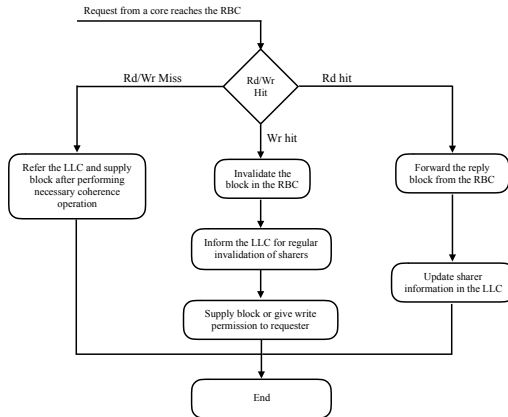 Request from a core reaches the RBC
Rd/Wr Miss
Rd/Wr
Hit
Rd hit
Wr hit
Refer the LLC and supply
block after performing
necessary coherence
operation
Invalidate the
block in the RBC
Forward the reply
block from the RBC
Inform the LLC for regular
invalidation of sharers
Update sharer
information in the LLC
Supply block or give write
permission to requester
End